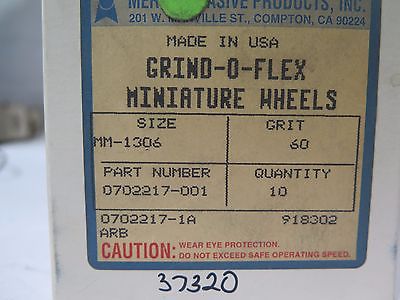 PRODUCTS, INC.
201 W. ST., COMPTON, CA 90224
MADE IN USA
GRIND-O-FLEX
MINIATURE WHEELS
SIZE GRIT
MM-1306 60
PART NUMBER QUANTITY
0702217-001 10
0702217-1A 918302
ARB
CAUTION: WEAR EYE PROTECTION.
DO NOT EXCEED SAFE OPERATING SPEED.
37320